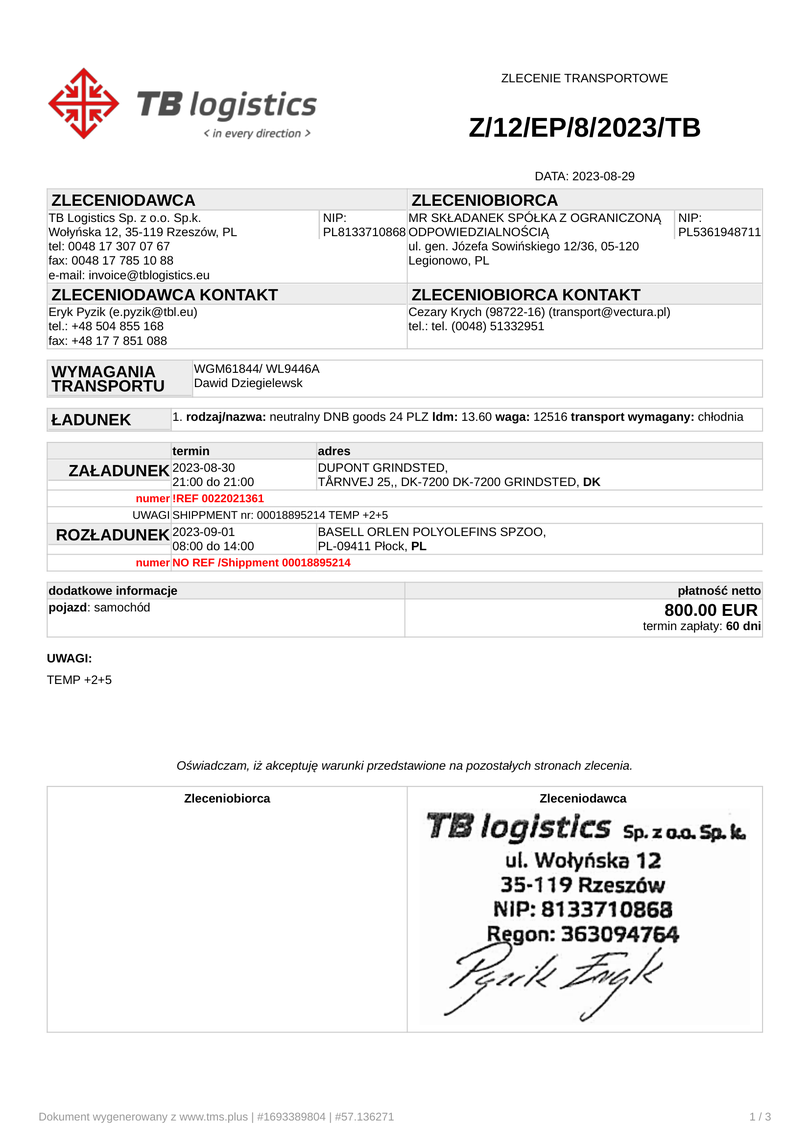 TB logistics
< in every direction >
ZLECENIE TRANSPORTOWE
Z/12/EP/8/2023/TB
DATA: 2023-08-29
ZLECENIODAWCA
TB Logistics Sp. z o.o. Sp.k.
Wołyńska 12, 35-119 Rzeszów, PL
tel: 0048 17 307 07 67
fax: 0048 17 785 10 88
e-mail: invoice@tblogistics.eu
NIP:
PL8133710868
ZLECENIOBIORCA
MR SKŁADANEK SPÓŁKA Z OGRANICZONĄ
ODPOWIEDZIALNOŚCIĄ
ul. gen. Józefa Sowińskiego 12/36, 05-120
Legionowo, PL
NIP:
PL5361948711
ZLECENIODAWCA KONTAKT
Eryk Pyzik (e.pyzik@tbl.eu)
tel.: +48 504 855 168
fax: +48 17 7 851 088
ZLECENIOBIORCA KONTAKT
Cezary Krych (98722-16) (transport@vectura.pl)
tel.: tel. (0048) 51332951
WYMAGANIA
TRANSPORTU
WGM61844/ WL9446A
Dawid Dziegielewsk
ŁADUNEK
1. rodzaj/nazwa: neutralny DNB goods 24 PLZ ldm: 13.60 waga: 12516 transport wymagany: chłodnia
termin adres
ZAŁADUNEK
2023-08-30
21:00 do 21:00
DUPONT GRINDSTED,
TÅRNVEJ 25,, DK-7200 DK-7200 GRINDSTED, DK
numer !REF 0022021361
UWAGI SHIPPMENT nr: 00018895214 TEMP +2+5
ROZŁADUNEK
2023-09-01
08:00 do 14:00
BASELL ORLEN POLYOLEFINS SPZOO,
PL-09411 Płock, PL
numer NO REF /Shippment 00018895214
dodatkowe informacje
pojazd: samochód
płatność netto
800.00 EUR
termin zapłaty: 60 dni
UWAGI:
TEMP +2+5
Oświadczam, iż akceptuję warunki przedstawione na pozostałych stronach zlecenia.
Zleceniobiorca
Zleceniodawca
TB logistics Sp. z o.o. Sp. k.
ul. Wołyńska 12
35-119 Rzeszów
NIP: 8133710868
Regon: 363094764
Pyzik Eryk
Dokument wygenerowany z www.tms.plus | #1693389804 | #57.136271
1 / 3